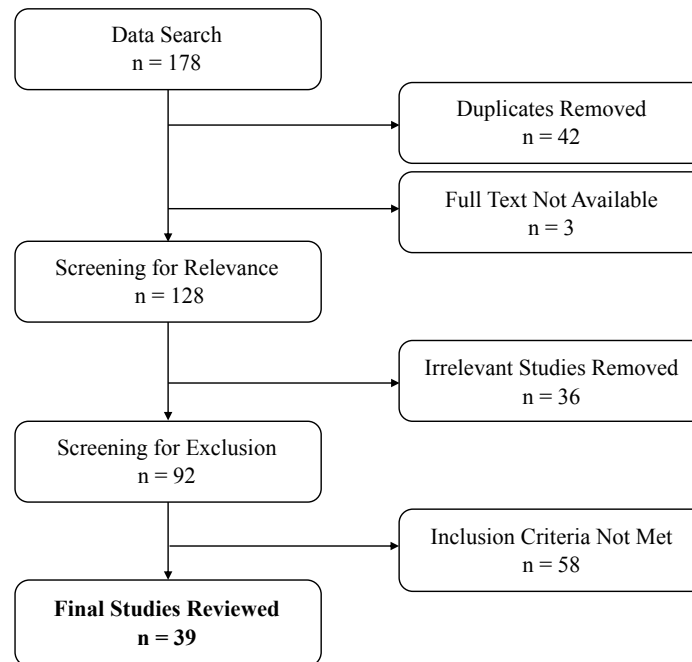 Data Search
n = 178
Duplicates Removed
n = 42
Full Text Not Available
n = 3
Screening for Relevance
n = 128
Irrelevant Studies Removed
n = 36
Screening for Exclusion
n = 92
Inclusion Criteria Not Met
n = 58
Final Studies Reviewed
n = 39